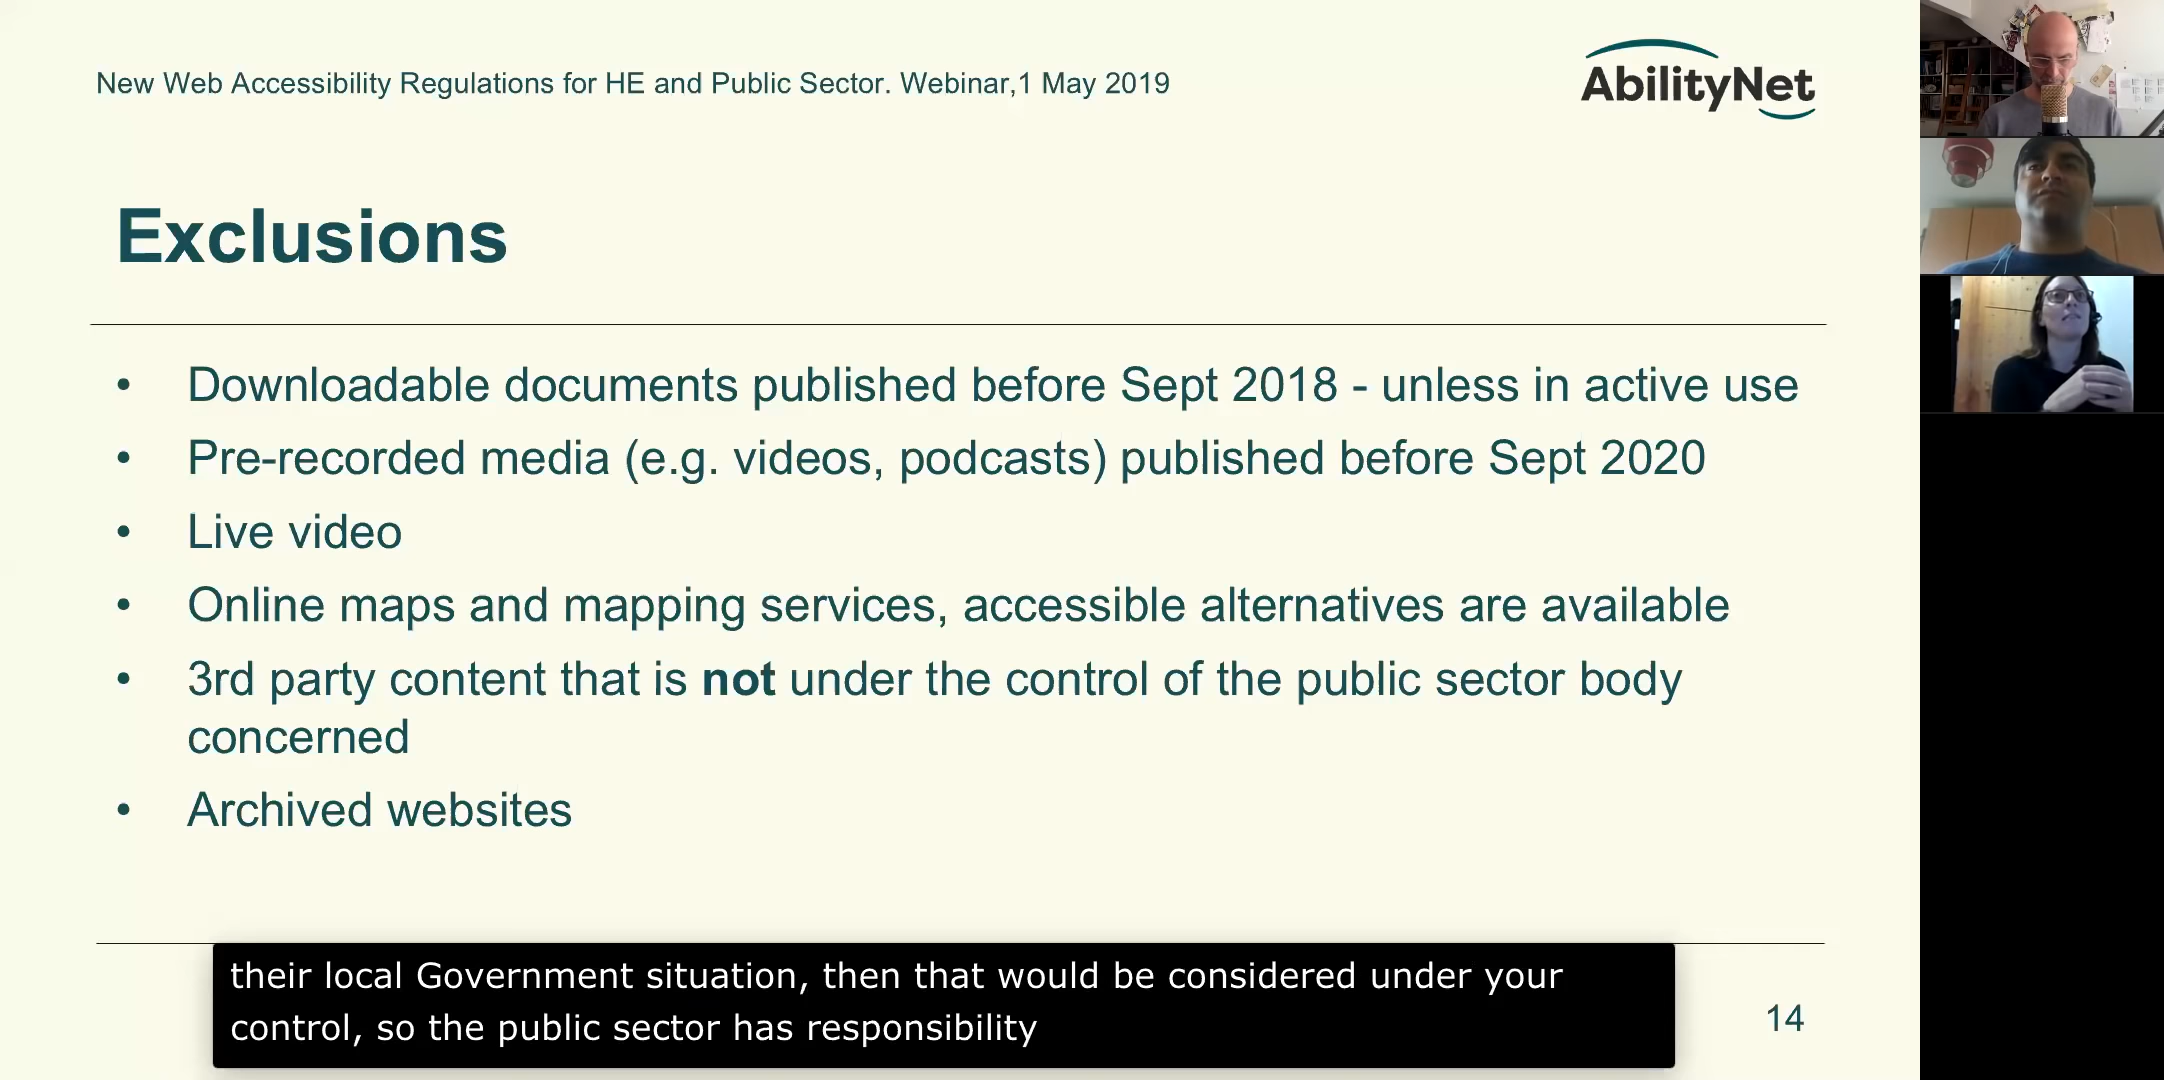 New Web Accessibility Regulations for HE and Public Sector. Webinar,1 May 2019
AbilityNet
Exclusions
• Downloadable documents published before Sept 2018 - unless in active use
• Pre-recorded media (e.g. videos, podcasts) published before Sept 2020
• Live video
• Online maps and mapping services, accessible alternatives are available
• 3rd party content that is not under the control of the public sector body
concerned
• Archived websites
their local Government situation, then that would be considered under your
control, so the public sector has responsibility
14